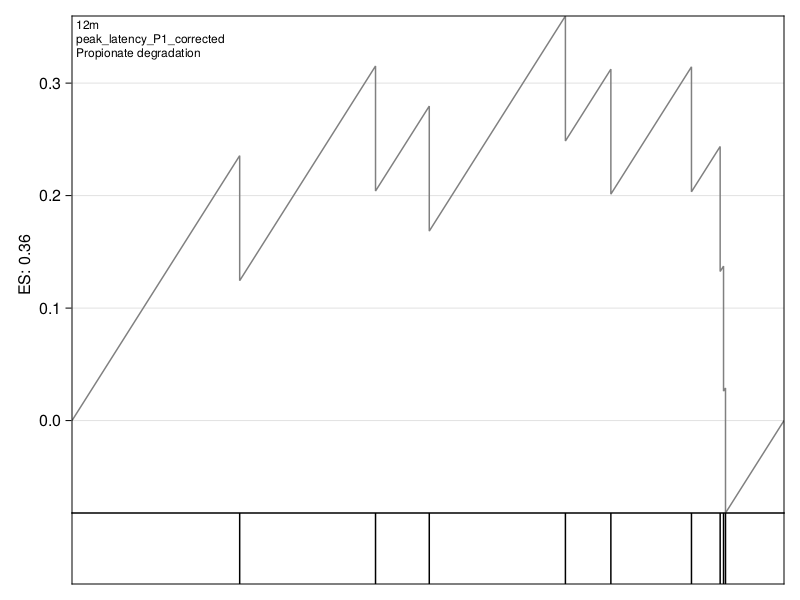 12m
peak_latency_P1_corrected
Propionate degradation
0.3
0.2
0.1
0.0
ES: 0.36